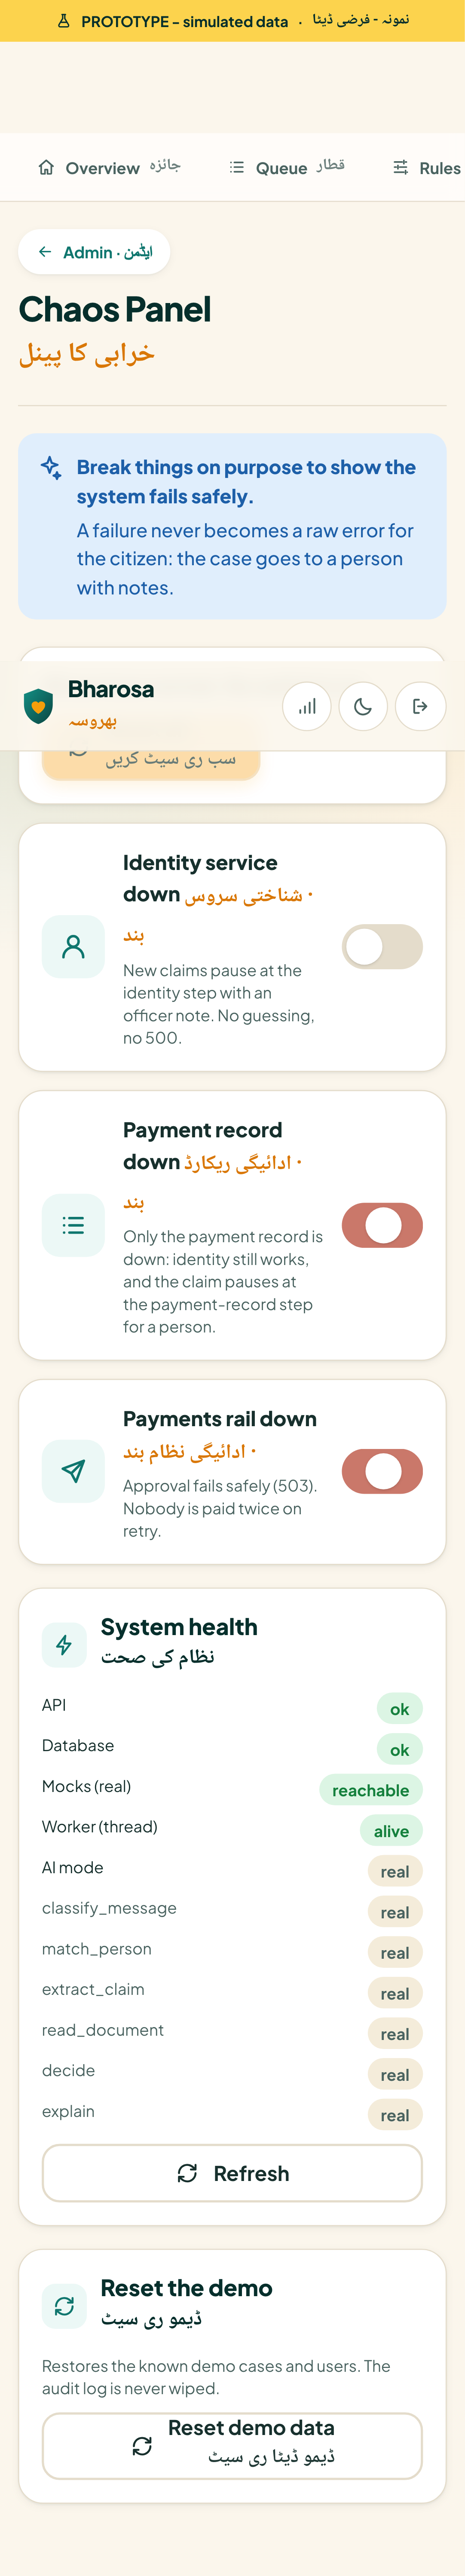 PROTOTYPE - simulated data · نمونہ - فرضی ڈیٹا
Overview جائزہ Queue قطار Rules
Admin · ایڈمن
Chaos Panel
خرابی کا پینل
Break things on purpose to show the
system fails safely.
A failure never becomes a raw error for
the citizen: the case goes to a person
with notes.
Bharosa
بھروسہ
سب ری سیٹ کریں
Identity service
down شناختی سروس ·
بند
New claims pause at the
identity step with an
officer note. No guessing,
no 500.
Payment record
down ادائیگی ریکارڈ ·
بند
Only the payment record is
down: identity still works,
and the claim pauses at
the payment-record step
for a person.
Payments rail down
· ادائیگی نظام بند
Approval fails safely (503).
Nobody is paid twice on
retry.
System health
نظام کی صحت
API ok
Database ok
Mocks (real) reachable
Worker (thread) alive
AI mode real
classify_message real
match_person real
extract_claim real
read_document real
decide real
explain real
Refresh
Reset the demo
ڈیمو ری سیٹ
Restores the known demo cases and users. The
audit log is never wiped.
Reset demo data
ڈیمو ڈیٹا ری سیٹ